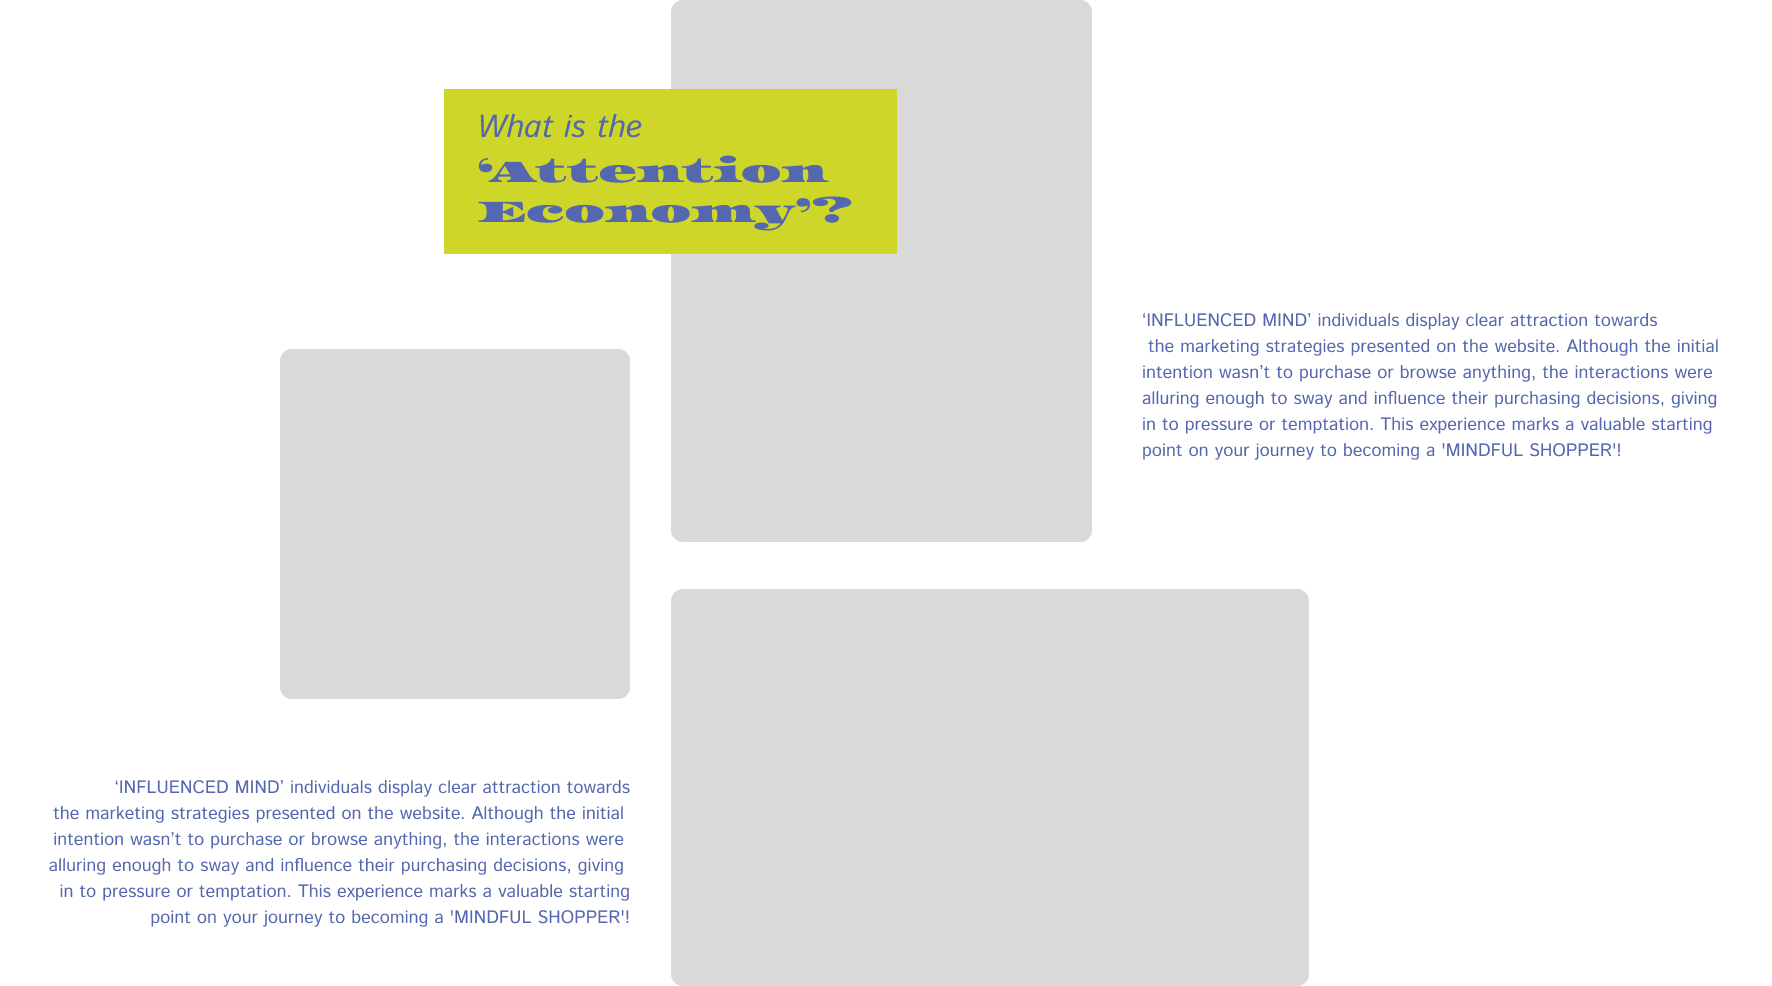 What is the
‘Attention
Economy’?
‘INFLUENCED MIND’ individuals display clear attraction towards
the marketing strategies presented on the website. Although the initial
intention wasn’t to purchase or browse anything, the interactions were
alluring enough to sway and influence their purchasing decisions, giving
in to pressure or temptation. This experience marks a valuable starting
point on your journey to becoming a 'MINDFUL SHOPPER'!
‘INFLUENCED MIND’ individuals display clear attraction towards
the marketing strategies presented on the website. Although the initial
intention wasn’t to purchase or browse anything, the interactions were
alluring enough to sway and influence their purchasing decisions, giving
in to pressure or temptation. This experience marks a valuable starting
point on your journey to becoming a 'MINDFUL SHOPPER'!